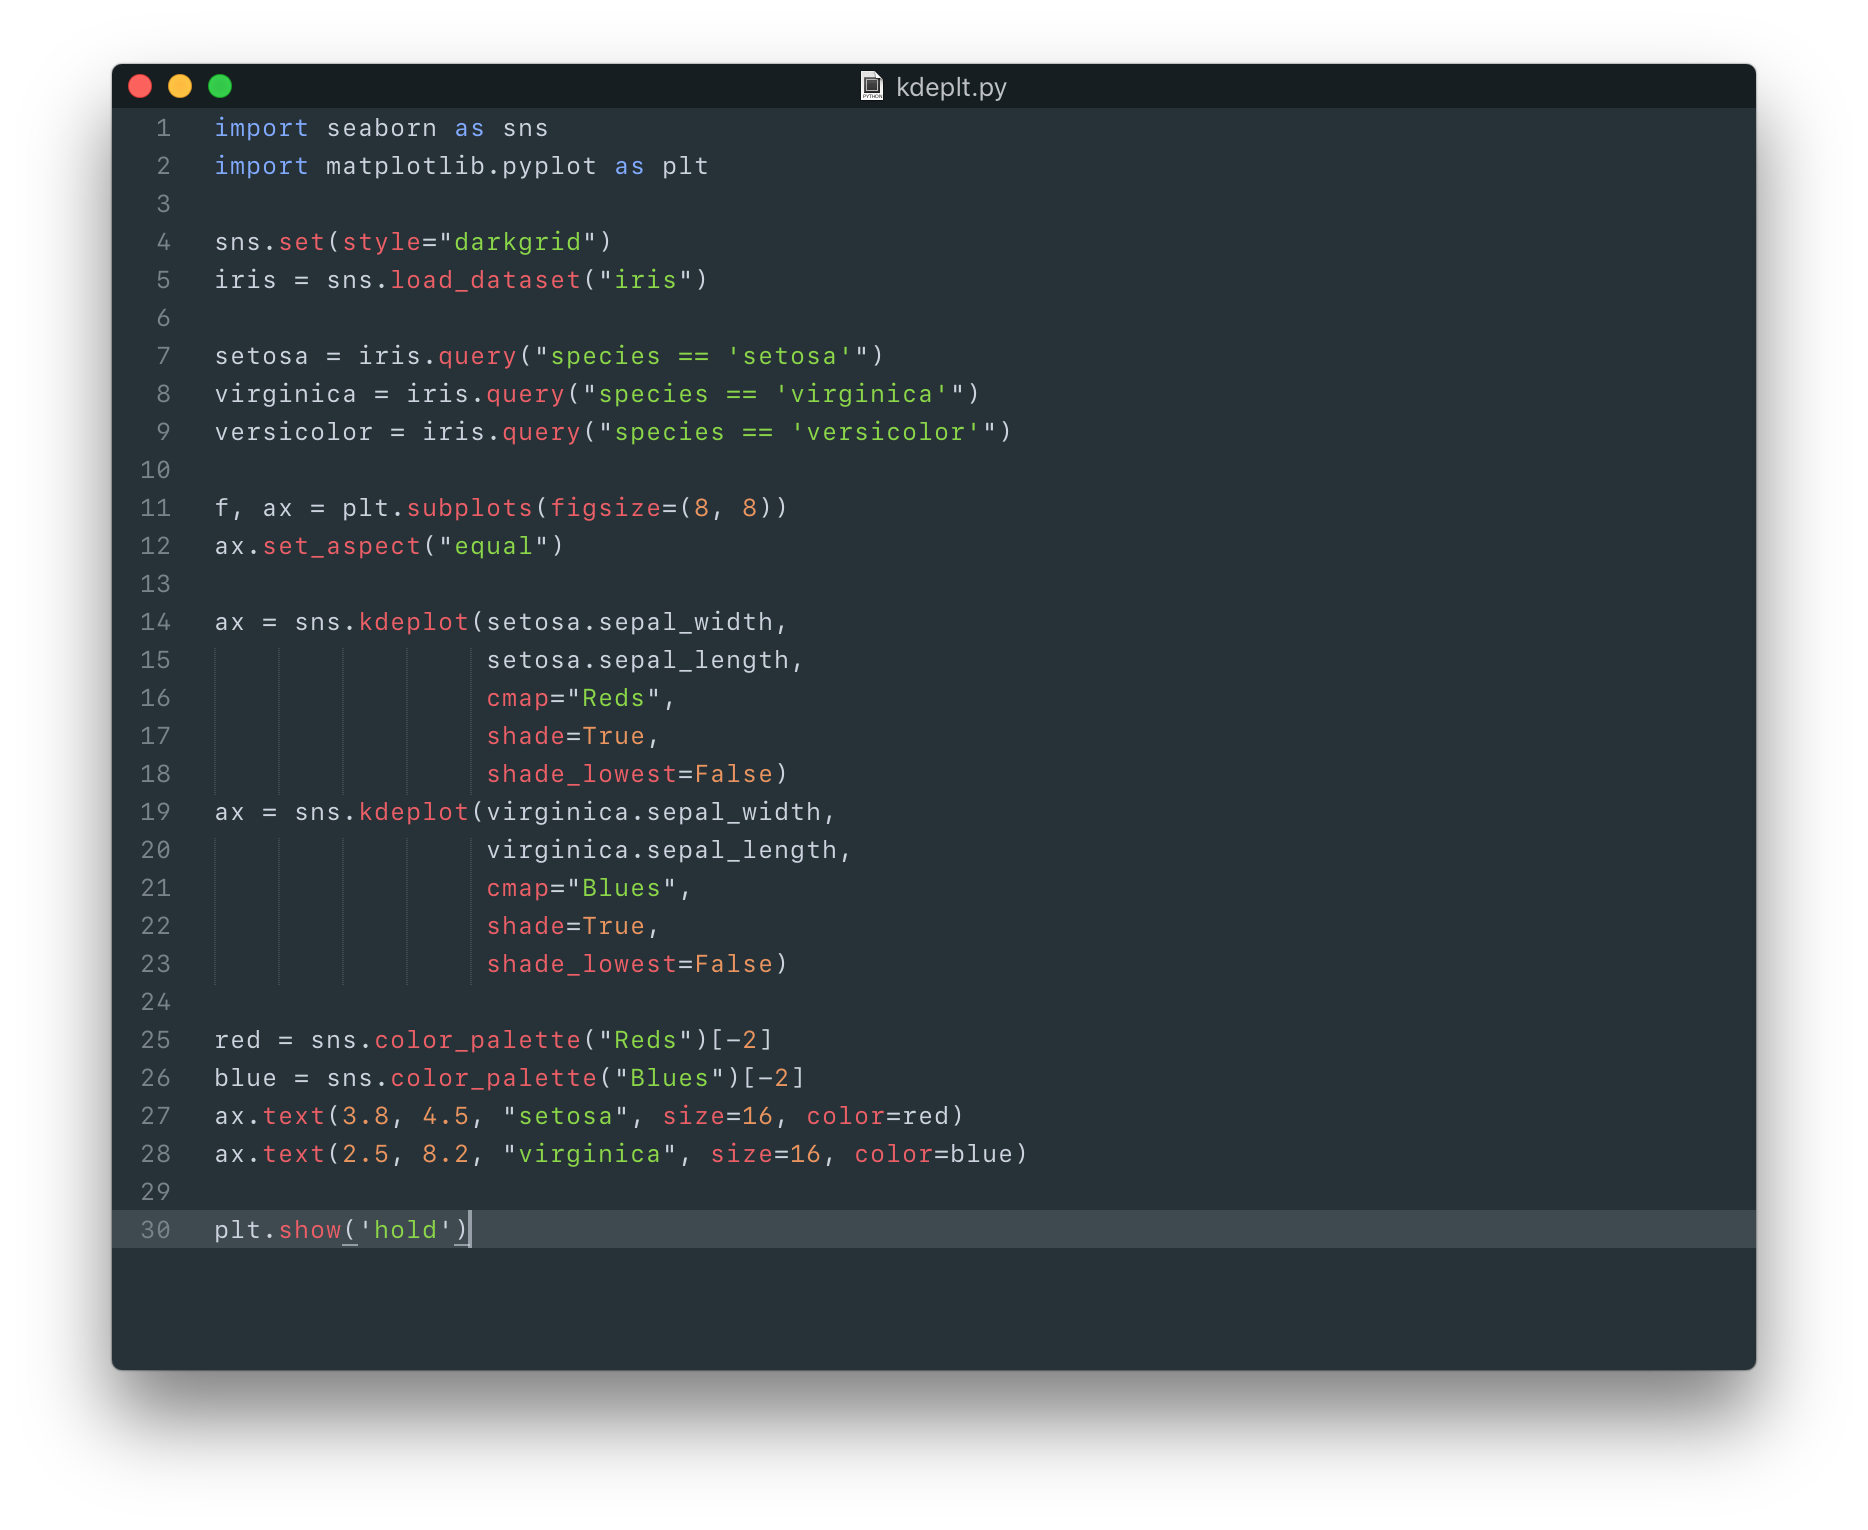 kdeplt.py
1 import seaborn as sns
2 import matplotlib.pyplot as plt
3
4 sns.set(style="darkgrid")
5 iris = sns.load_dataset("iris")
6
7 setosa = iris.query("species == 'setosa'")
8 virginica = iris.query("species == 'virginica'")
9 versicolor = iris.query("species == 'versicolor'")
10
11 f, ax = plt.subplots(figsize=(8, 8))
12 ax.set_aspect("equal")
13
14 ax = sns.kdeplot(setosa.sepal_width,
15                  setosa.sepal_length,
16                  cmap="Reds",
17                  shade=True,
18                  shade_lowest=False)
19 ax = sns.kdeplot(virginica.sepal_width,
20                  virginica.sepal_length,
21                  cmap="Blues",
22                  shade=True,
23                  shade_lowest=False)
24
25 red = sns.color_palette("Reds")[-2]
26 blue = sns.color_palette("Blues")[-2]
27 ax.text(3.8, 4.5, "setosa", size=16, color=red)
28 ax.text(2.5, 8.2, "virginica", size=16, color=blue)
29
30 plt.show('hold')